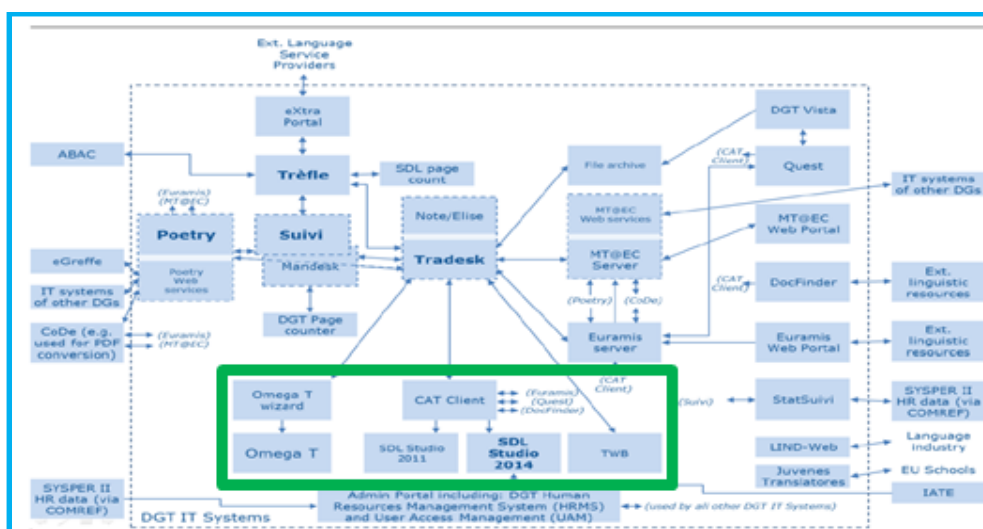 Ext. Language
Service
Providers
eXtra
Portal
DGT Vista
ABAC
(CAT
Client)
Quest
Trèfle
SDL page
count
File archive
IT systems
of other DGs
(Euramis)
(MT@EC)
Note/Elise
MT@EC
Web services
MT@EC
Web Portal
Poetry
Suivi
Tradesk
MT@EC
Server
eGreffe
Poetry
Web
services
Mandesk
(CAT
Client)
DocFinder
Ext.
linguistic
resources
IT systems
of other DGs
(Poetry)
(CoDe)
DGT Page
counter
CoDe (e.g.
used for PDF
conversion)
(Euramis)
(MT@EC)
Euramis
server
Euramis
Web Portal
Ext.
linguistic
resources
(CAT
Client)
Omega T
wizard
CAT Client
(Euramis)
(Quest)
(DocFinder)
(Suivi)
StatSuivi
SYSPER II
HR data (via
COMREF)
Omega T
SDL Studio
2011
SDL
Studio
2014
TWB
LIND-Web
Language
industry
Juvenes
Translatores
EU Schools
SYSPER II
HR data (via
COMREF)
Admin Portal including: DGT Human
Resources Management System (HRMS)
and User Access Management (UAM)
(used by all other DGT IT Systems)
IATE
DGT IT Systems